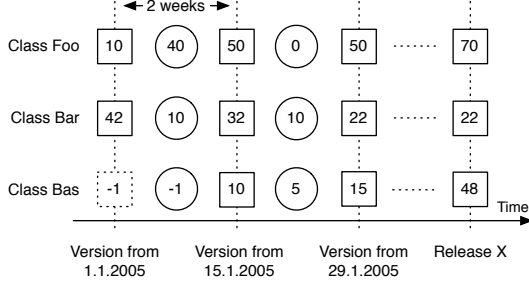 2 weeks
Class Foo 10 40 50 0 50 70
Class Bar 42 10 32 10 22 22
Class Bas -1 -1 10 5 15 48
Time
Version from Version from Version from Release X
1.1.2005 15.1.2005 29.1.2005